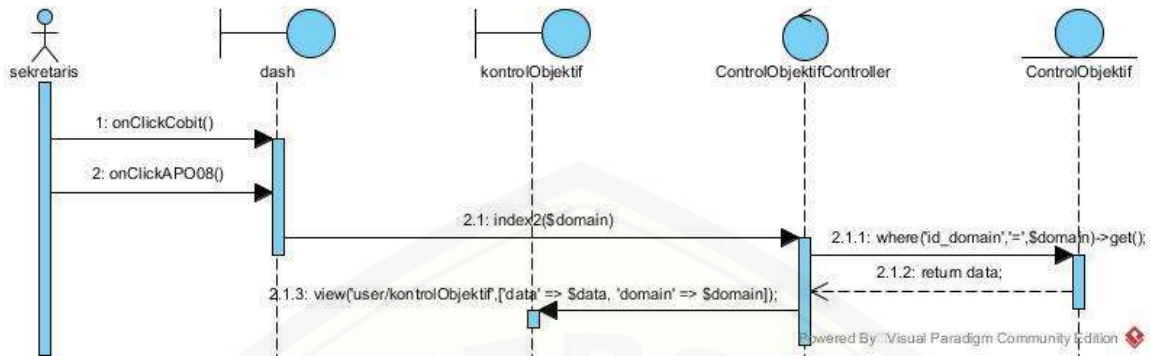 sekretaris
dash
kontrolObjektif
ControlObjektifController
ControlObjektif
1: onClickCobit()
2: onClickAPO08()
2.1: index2($domain)
2.1.1: where('id_domain','=',$domain)->get();
2.1.2: return data;
2.1.3: view('user/kontrolObjektif',['data' => $data, 'domain' => $domain]);
Powered By Visual Paradigm Community Edition